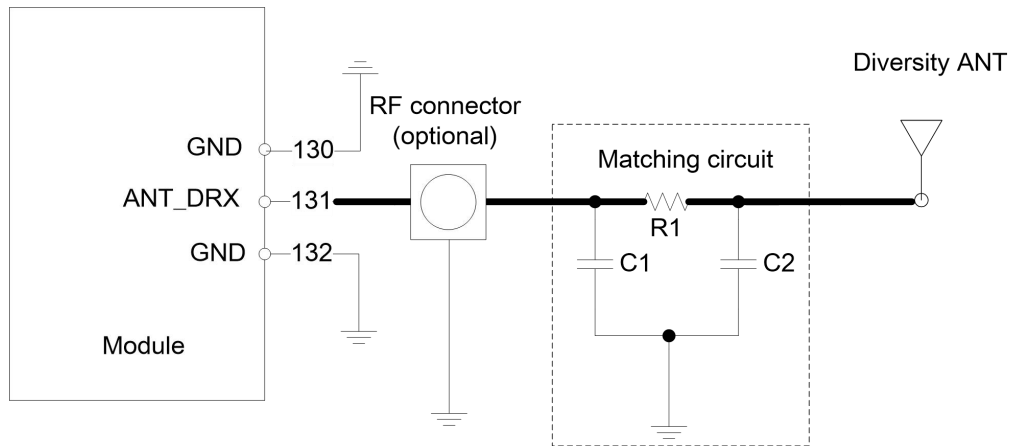 Diversity ANT
RF connector
(optional)
Matching circuit
GND
130
ANT_DRX
131
R1
GND
132
C1
C2
Module